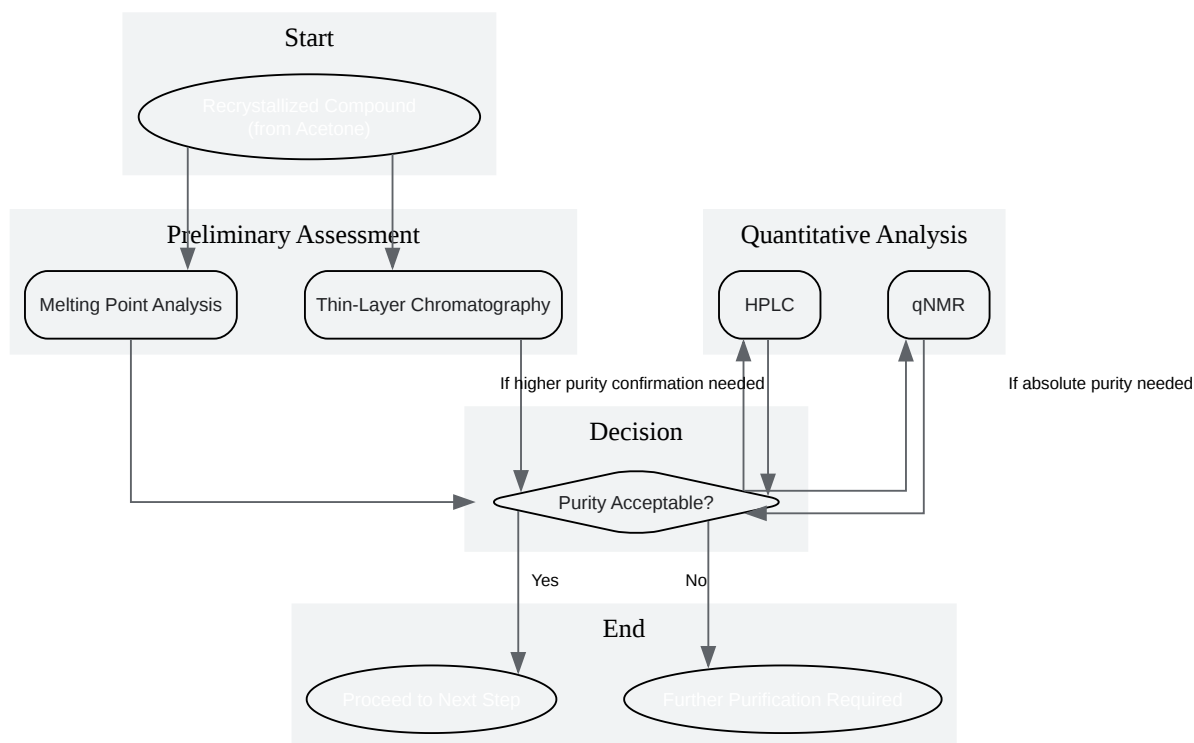 Start
Recrystallized Compound
(from Acetone)
Preliminary Assessment
Quantitative Analysis
Melting Point Analysis
Thin-Layer Chromatography
HPLC
qNMR
If higher purity confirmation needed
If absolute purity needed
Decision
Purity Acceptable?
Yes
No
End
Proceed to Next Step
Further Purification Required